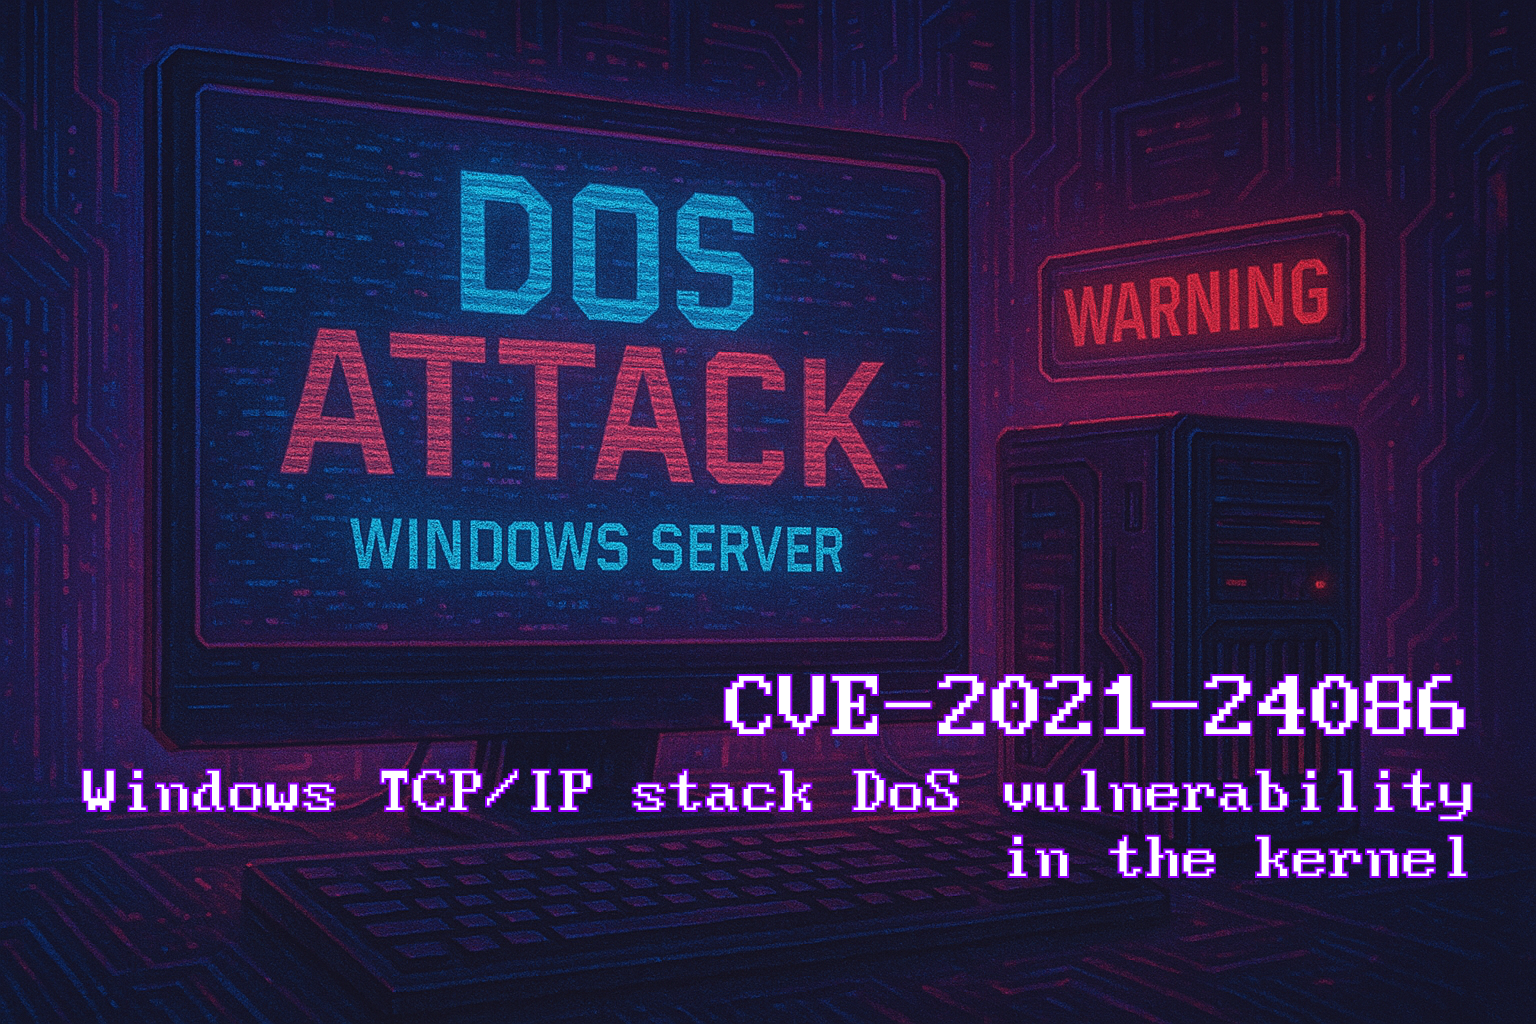 DOS
ATTACK
WINDOWS SERVER
WARNING
CVE-2021-24086
Windows TCP/IP stack DoS vulnerability
in the kernel